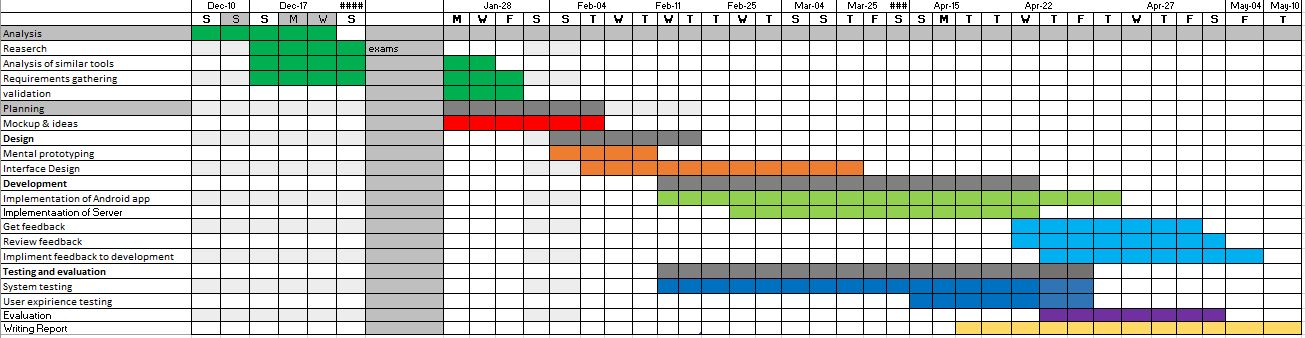 Dec-10 Dec-17 #### Jan-28 Feb-04 Feb-11 Feb-25 Mar-04 Mar-25 ### Apr-15 Apr-22 Apr-27 May-04 May-10
S S S M W S M W F S S T W T W T T W T F S S T F S S M T T W T F T W T F S F T
Analysis
Reaserch exams
Analysis of similar tools
Requirements gathering
validation
Planning
Mockup & ideas
Design
Mental prototyping
Interface Design
Development
Implementation of Android app
Implementaation of Server
Get feedback
Review feedback
Impliment feedback to development
Testing and evaluation
System testing
User expirience testing
Evaluation
Writing Report